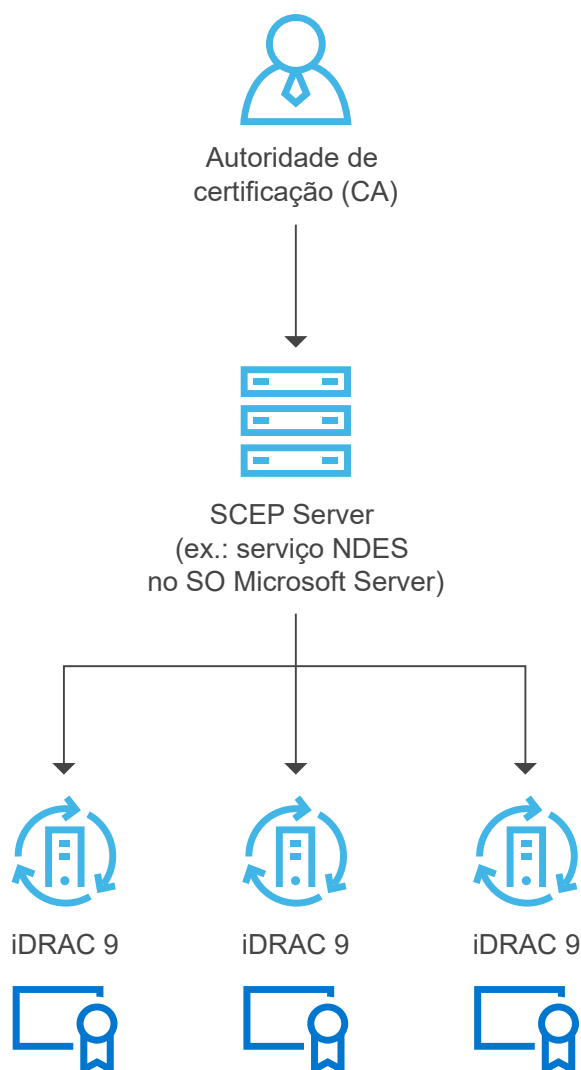 Autoridade de
certificação (CA)
SCEP Server
(ex.: serviço NDES
no SO Microsoft Server)
iDRAC 9
iDRAC 9
iDRAC 9